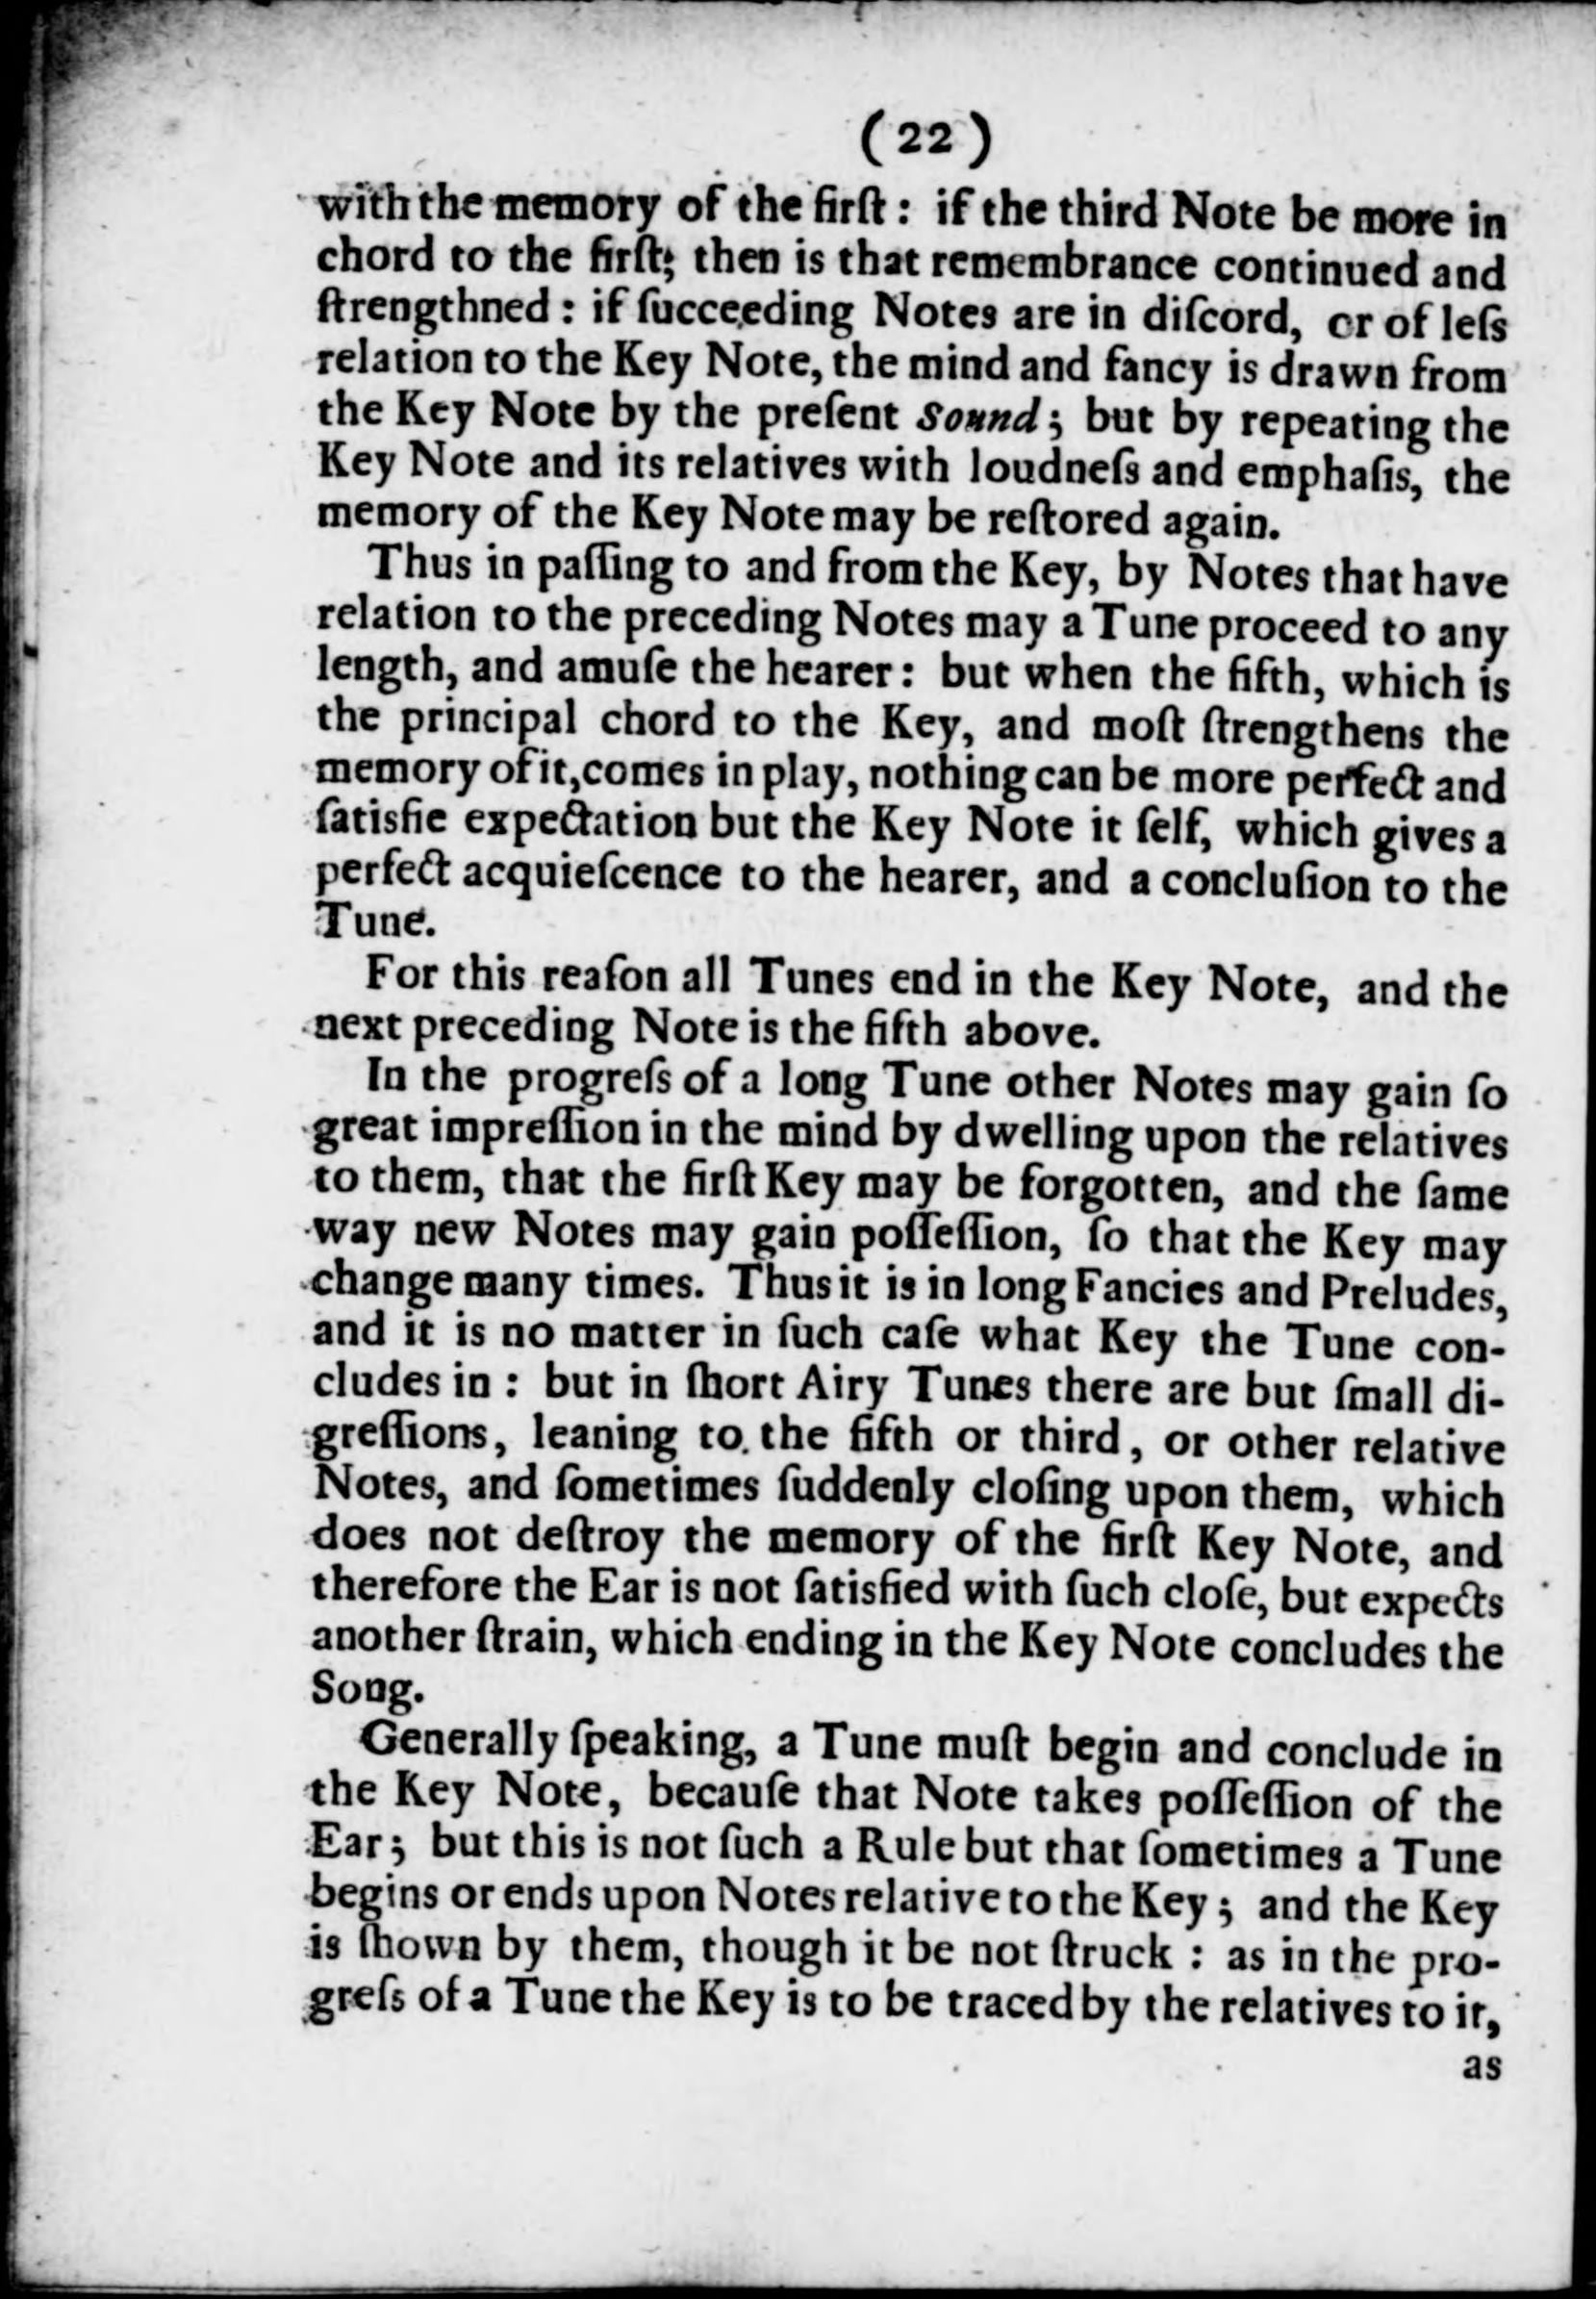 ( 22 )
with the memory of the firſt : if the third Note be more in
chord to the firſt; then is that remembrance continued and
ſtrengthned : if ſucceeding Notes are in diſcord, or of leſs
relation to the Key Note, the mind and fancy is drawn from
the Key Note by the preſent Sound ; but by repeating the
Key Note and its relatives with loudneſs and emphaſis, the
memory of the Key Note may be reſtored again.
Thus in paſſing to and from the Key, by Notes that have
relation to the preceding Notes may a Tune proceed to any
length, and amuſe the hearer : but when the fifth, which is
the principal chord to the Key, and moſt ſtrengthens the
memory of it, comes in play, nothing can be more perfect and
ſatisfie expectation but the Key Note it ſelf, which gives a
perfect acquieſcence to the hearer, and a concluſion to the
Tune.
For this reaſon all Tunes end in the Key Note, and the
next preceding Note is the fifth above.
In the progreſs of a long Tune other Notes may gain ſo
great impreſſion in the mind by dwelling upon the relatives
to them, that the firſt Key may be forgotten, and the ſame
way new Notes may gain poſſeſſion, ſo that the Key may
change many times. Thus it is in long Fancies and Preludes,
and it is no matter in ſuch caſe what Key the Tune con-
cludes in : but in ſhort Airy Tunes there are but ſmall di-
greſſions, leaning to the fifth or third, or other relative
Notes, and ſometimes ſuddenly cloſing upon them, which
does not deſtroy the memory of the firſt Key Note, and
therefore the Ear is not ſatisfied with ſuch cloſe, but expects
another ſtrain, which ending in the Key Note concludes the
Song.
Generally ſpeaking, a Tune muſt begin and conclude in
the Key Note, becauſe that Note takes poſſeſſion of the
Ear ; but this is not ſuch a Rule but that ſometimes a Tune
begins or ends upon Notes relative to the Key ; and the Key
is ſhown by them, though it be not ſtruck : as in the pro-
greſs of a Tune the Key is to be traced by the relatives to it,
as